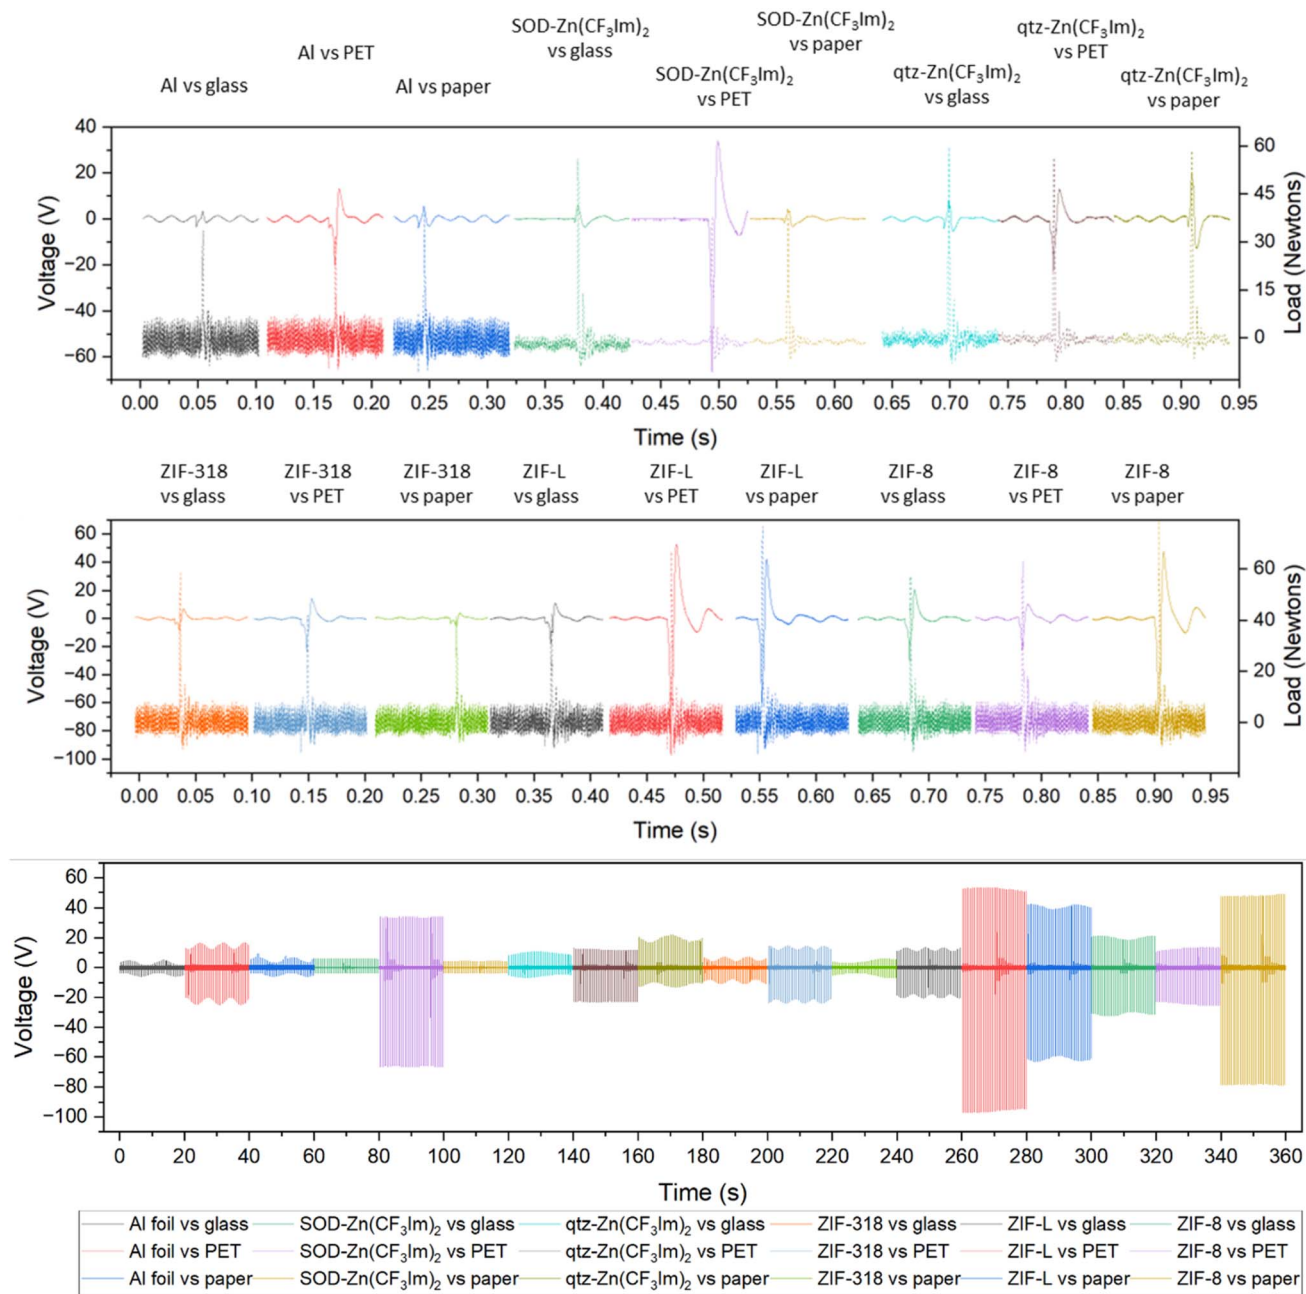 Al vs glass
Al vs PET
Al vs paper
SOD-Zn(CF₃Im)₂
vs glass
SOD-Zn(CF₃Im)₂
vs PET
SOD-Zn(CF₃Im)₂
vs paper
qtz-Zn(CF₃Im)₂
vs glass
qtz-Zn(CF₃Im)₂
vs PET
qtz-Zn(CF₃Im)₂
vs paper
Voltage (V)
40
20
0
−20
−40
−60
Load (Newtons)
60
45
30
15
0
0.00 0.05 0.10 0.15 0.20 0.25 0.30 0.35 0.40 0.45 0.50 0.55 0.60 0.65 0.70 0.75 0.80 0.85 0.90 0.95
Time (s)
ZIF-318
vs glass
ZIF-318
vs PET
ZIF-318
vs paper
ZIF-L
vs glass
ZIF-L
vs PET
ZIF-L
vs paper
ZIF-8
vs glass
ZIF-8
vs PET
ZIF-8
vs paper
Voltage (V)
60
40
20
0
−20
−40
−60
−80
−100
Load (Newtons)
60
40
20
0
0.00 0.05 0.10 0.15 0.20 0.25 0.30 0.35 0.40 0.45 0.50 0.55 0.60 0.65 0.70 0.75 0.80 0.85 0.90 0.95
Time (s)
Voltage (V)
60
40
20
0
−20
−40
−60
−80
−100
0 20 40 60 80 100 120 140 160 180 200 220 240 260 280 300 320 340 360
Time (s)
Al foil vs glass SOD-Zn(CF₃Im)₂ vs glass qtz-Zn(CF₃Im)₂ vs glass ZIF-318 vs glass ZIF-L vs glass ZIF-8 vs glass
Al foil vs PET SOD-Zn(CF₃Im)₂ vs PET qtz-Zn(CF₃Im)₂ vs PET ZIF-318 vs PET ZIF-L vs PET ZIF-8 vs PET
Al foil vs paper SOD-Zn(CF₃Im)₂ vs paper qtz-Zn(CF₃Im)₂ vs paper ZIF-318 vs paper ZIF-L vs paper ZIF-8 vs paper